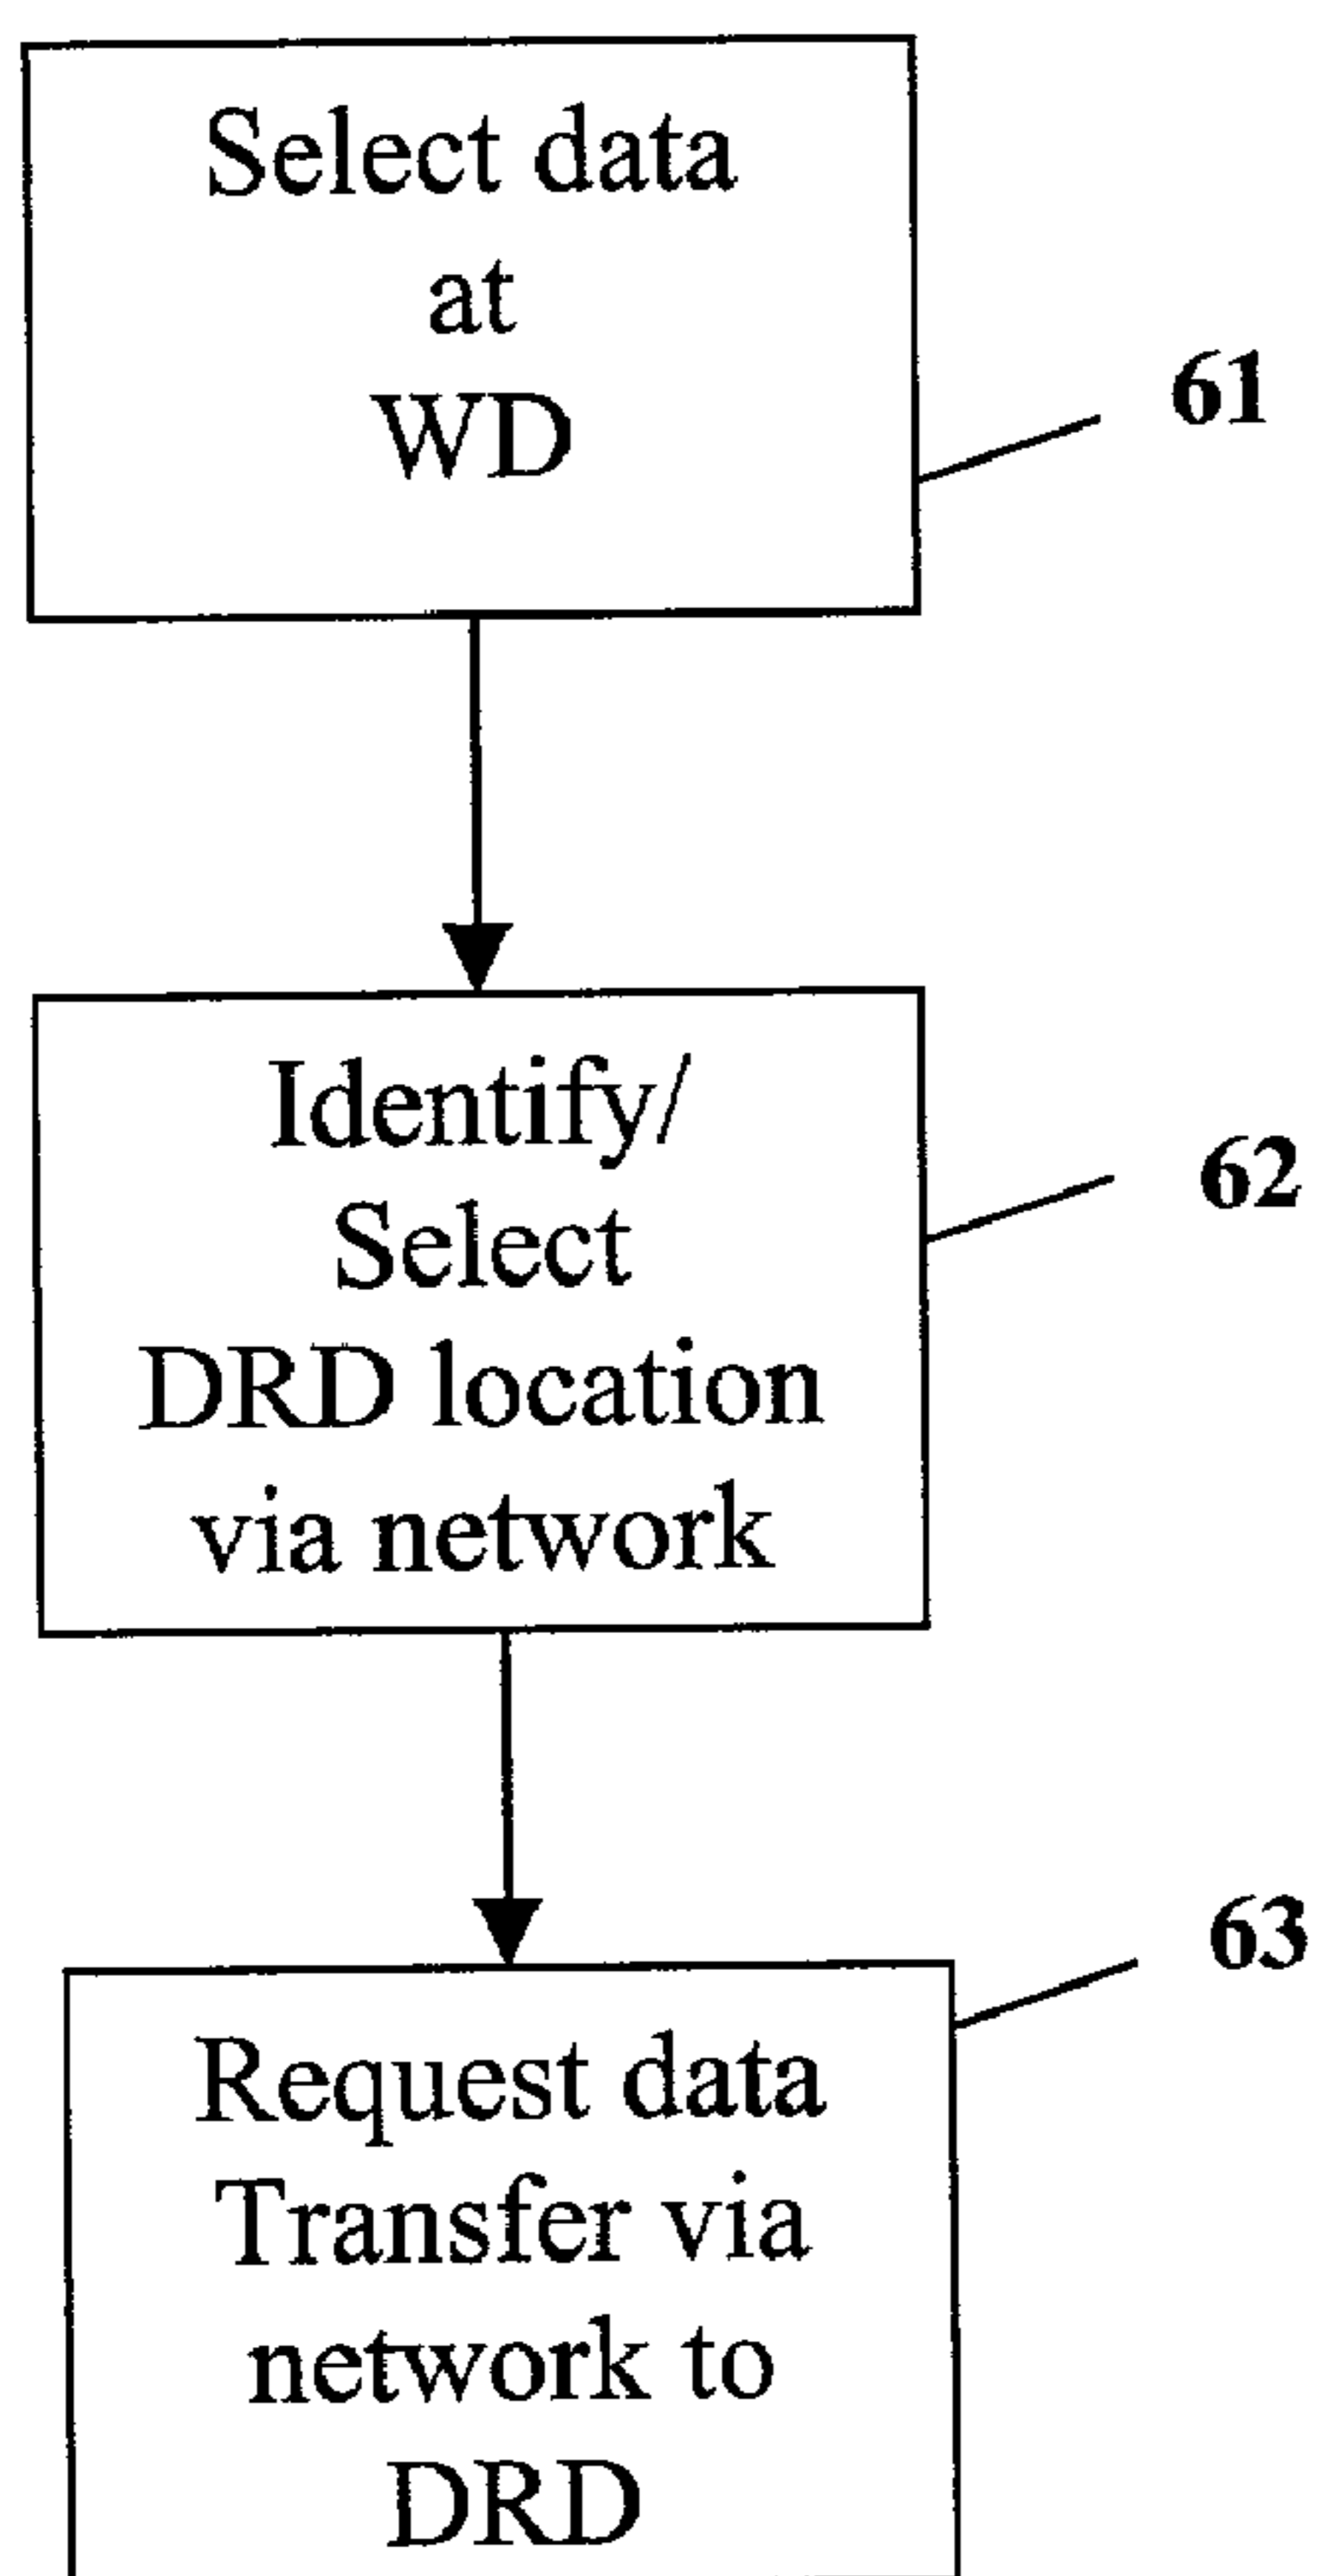 Select data
at
WD
61
Identify/
Select
DRD location
via network
62
Request data
Transfer via
network to
DRD
63